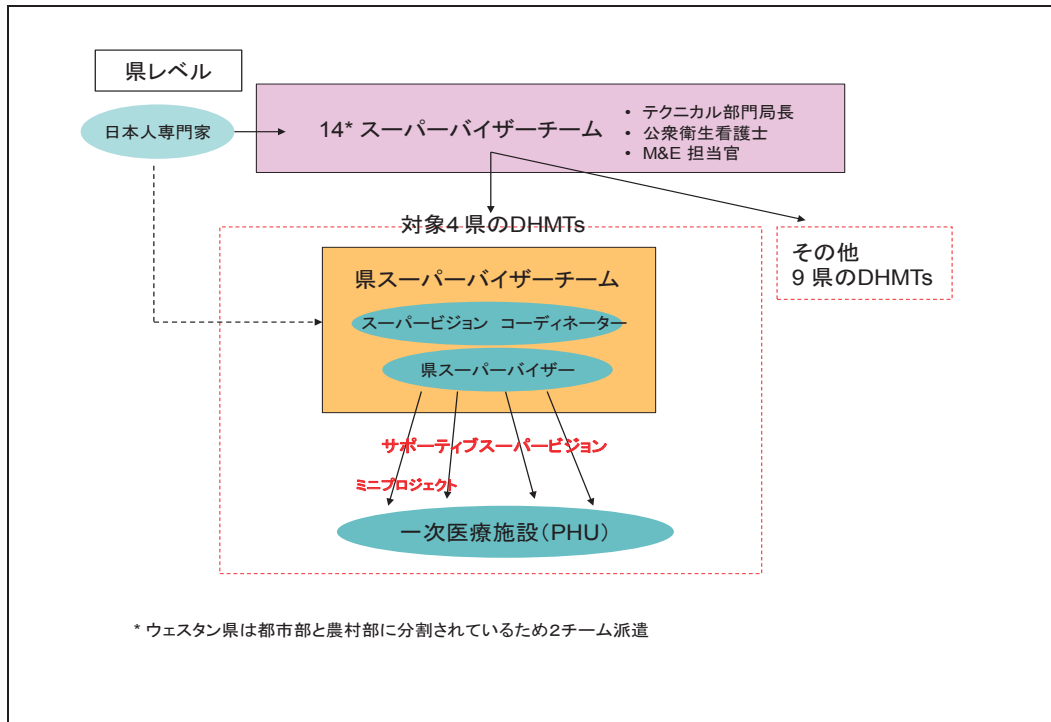 県レベル
日本人専門家
14* スーパーバイザーチーム
• テクニカル部門局長
• 公衆衛生看護士
• M&E 担当官
対象4 県のDHMTs
その他
9 県のDHMTs
県スーパーバイザーチーム
スーパービジョン コーディネーター
県スーパーバイザー
サポーティブスーパービジョン
ミニプロジェクト
一次医療施設(PHU)
* ウェスタン県は都市部と農村部に分割されているため2チーム派遣